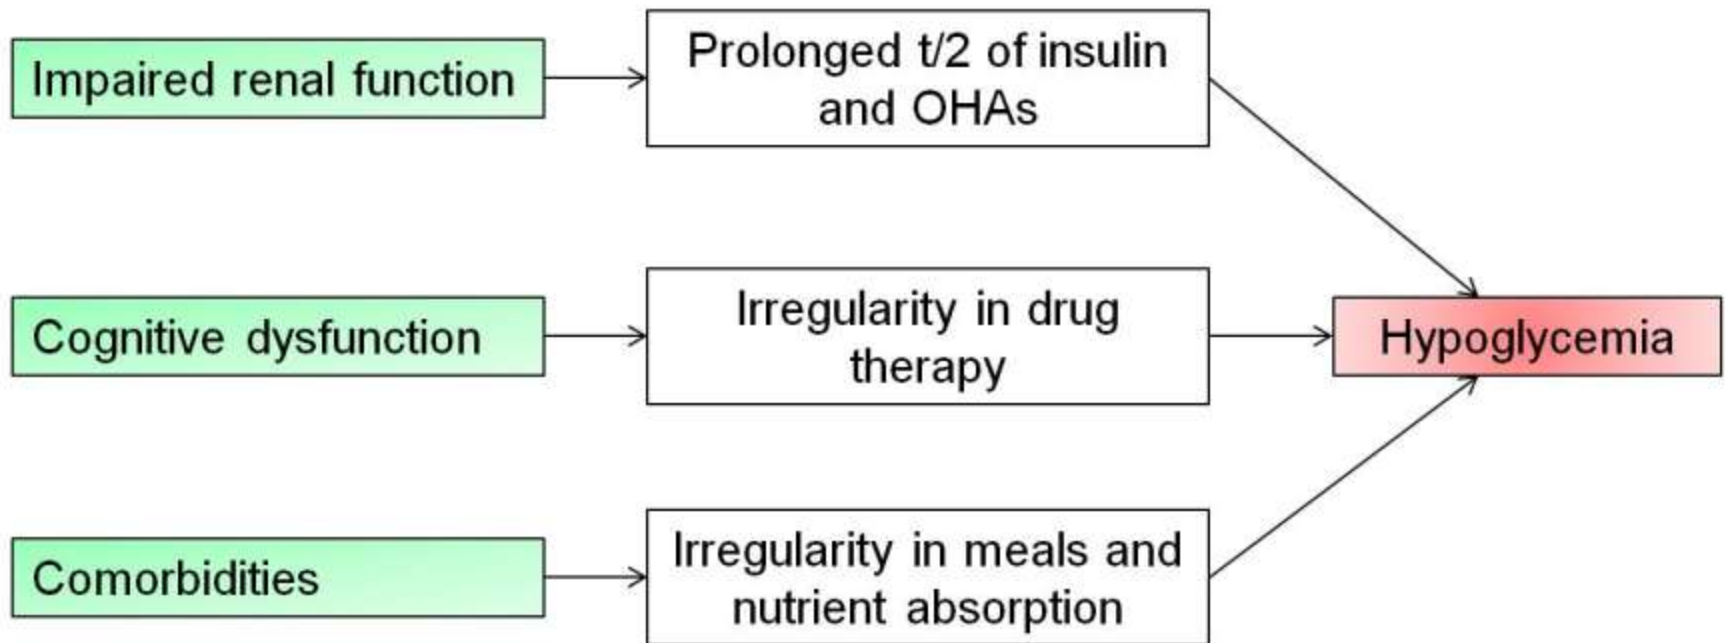 Impaired renal function
Prolonged t/2 of insulin
and OHAs
Cognitive dysfunction
Irregularity in drug
therapy
Hypoglycemia
Comorbidities
Irregularity in meals and
nutrient absorption